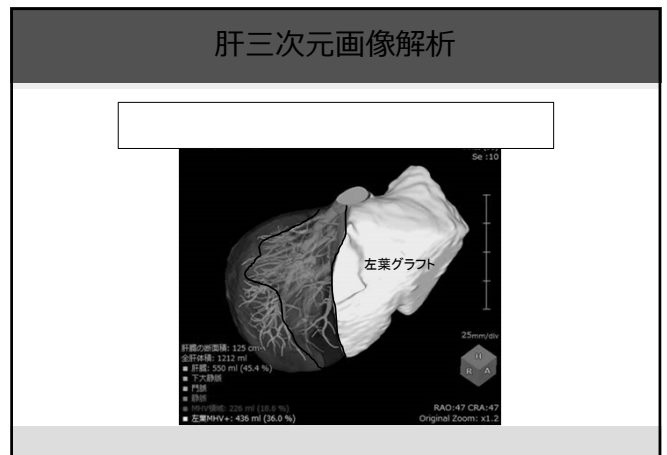 肝三次元画像解析
Se :10
左葉グラフト
25mm/div
肝臓の断面積: 125 cm
全肝体積: 1212 ml
■ 肝臓: 550 ml (45.4 %)
■ 下大静脈
■ 門脈
■ 静脈
■ MHV領域: 226 ml (18.6 %)
■ 左葉MHV+: 436 ml (36.0 %)
H
R A
RAO:47 CRA:47
Original Zoom: x1.2